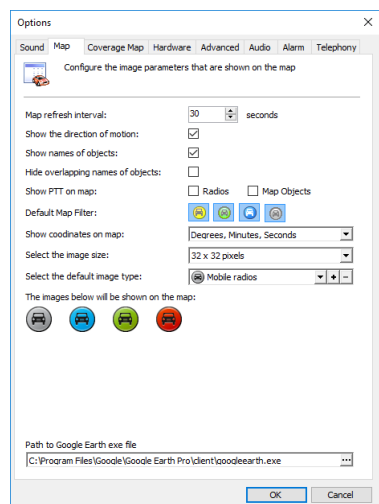 Options
Sound Map Coverage Map Hardware Advanced Audio Alarm Telephony
Configure the image parameters that are shown on the map
Map refresh interval: 30 seconds
Show the direction of motion:
Show names of objects:
Hide overlapping names of objects:
Show PTT on map: Radios Map Objects
Default Map Filter:
Show coodinates on map: Degrees, Minutes, Seconds
Select the image size: 32 x 32 pixels
Select the default image type: Mobile radios
The images below will be shown on the map:
Path to Google Earth exe file
C:\Program Files\Google\Google Earth Pro\client\googleearth.exe
OK Cancel